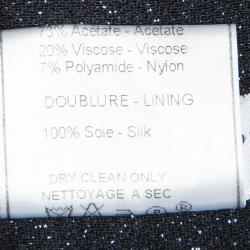 73% Acetate - Acetate
20% Viscose - Viscose
7% Polyamide - Nylon
DOUBLURE - LINING
100% Soie - Silk
DRY CLEAN ONLY
NETTOYAGE A SEC